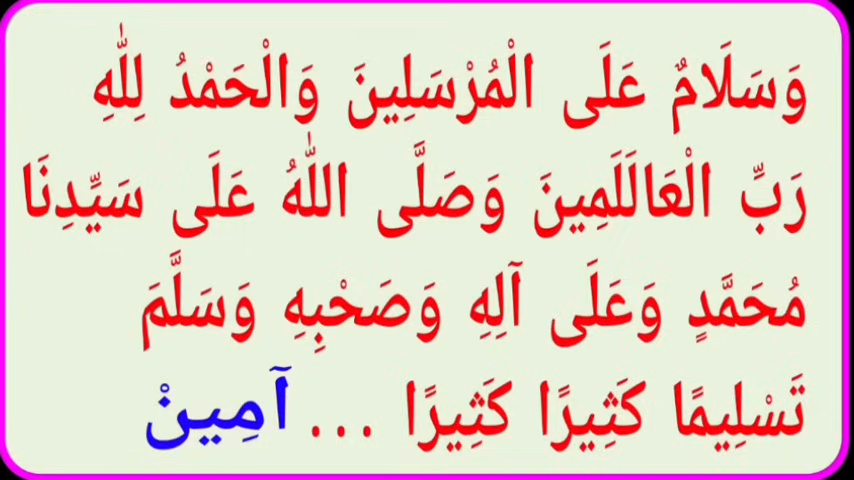 وَسَلَامٌ عَلَى الْمُرْسَلِينَ وَالْحَمْدُ لِلّٰهِ
رَبِّ الْعَالَلَمِينَ وَصَلَّى اللّٰهُ عَلَى سَيِّدِنَا
مُحَمَّدٍ وَعَلَى آلِهِ وَصَحْبِهِ وَسَلَّمَ
تَسْلِيمًا كَثِيرًا كَثِيرًا ... آمِينْ